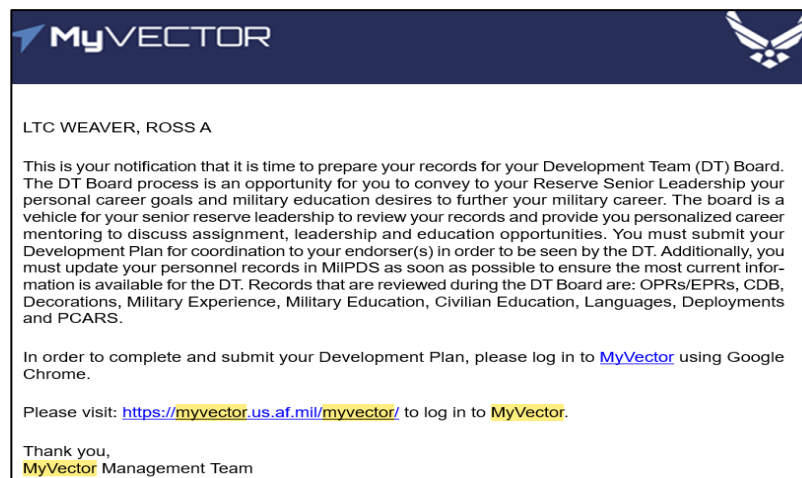 MyVECTOR
LTC WEAVER, ROSS A
This is your notification that it is time to prepare your records for your Development Team (DT) Board.
The DT Board process is an opportunity for you to convey to your Reserve Senior Leadership your
personal career goals and military education desires to further your military career. The board is a
vehicle for your senior reserve leadership to review your records and provide you personalized career
mentoring to discuss assignment, leadership and education opportunities. You must submit your
Development Plan for coordination to your endorser(s) in order to be seen by the DT. Additionally, you
must update your personnel records in MilPDS as soon as possible to ensure the most current infor-
mation is available for the DT. Records that are reviewed during the DT Board are: OPRs/EPRs, CDB,
Decorations, Military Experience, Military Education, Civilian Education, Languages, Deployments
and PCARS.
In order to complete and submit your Development Plan, please log in to MyVector using Google
Chrome.
Please visit: https://myvector.us.af.mil/myvector/ to log in to MyVector.
Thank you,
MyVector Management Team